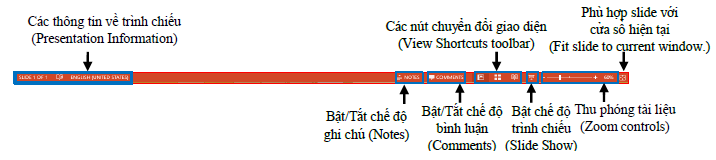 Các thông tin về trình chiếu
(Presentation Information)
Các nút chuyển đổi giao diện
(View Shortcuts toolbar)
Phù hợp slide với
cửa sổ hiện tại
(Fit slide to current window.)
SLIDE 1 OF 1 ENGLISH (UNITED STATES) NOTES COMMENTS 68%
Bật/Tắt chế độ
ghi chú (Notes)
Bật/Tắt chế độ
bình luận
(Comments)
Bật chế độ
trình chiếu
(Slide Show)
Thu phóng tài liệu
(Zoom controls)